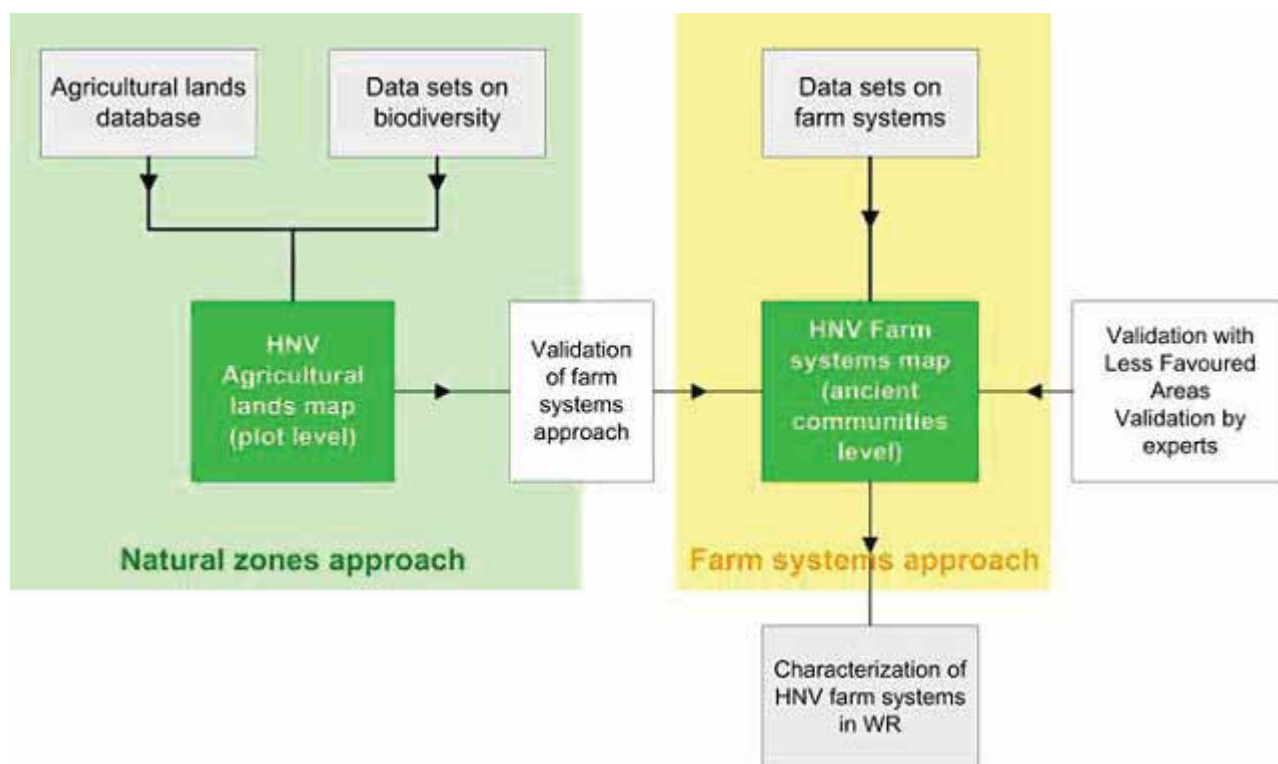 Agricultural lands
database
Data sets on
biodiversity
Data sets on
farm systems
HNV
Agricultural
lands map
(plot level)
Validation
of farm
systems
approach
HNV Farm
systems map
(ancient
communities
level)
Validation with
Less Favoured
Areas
Validation by
experts
Natural zones approach
Farm systems approach
Characterization of
HNV farm systems
in WR